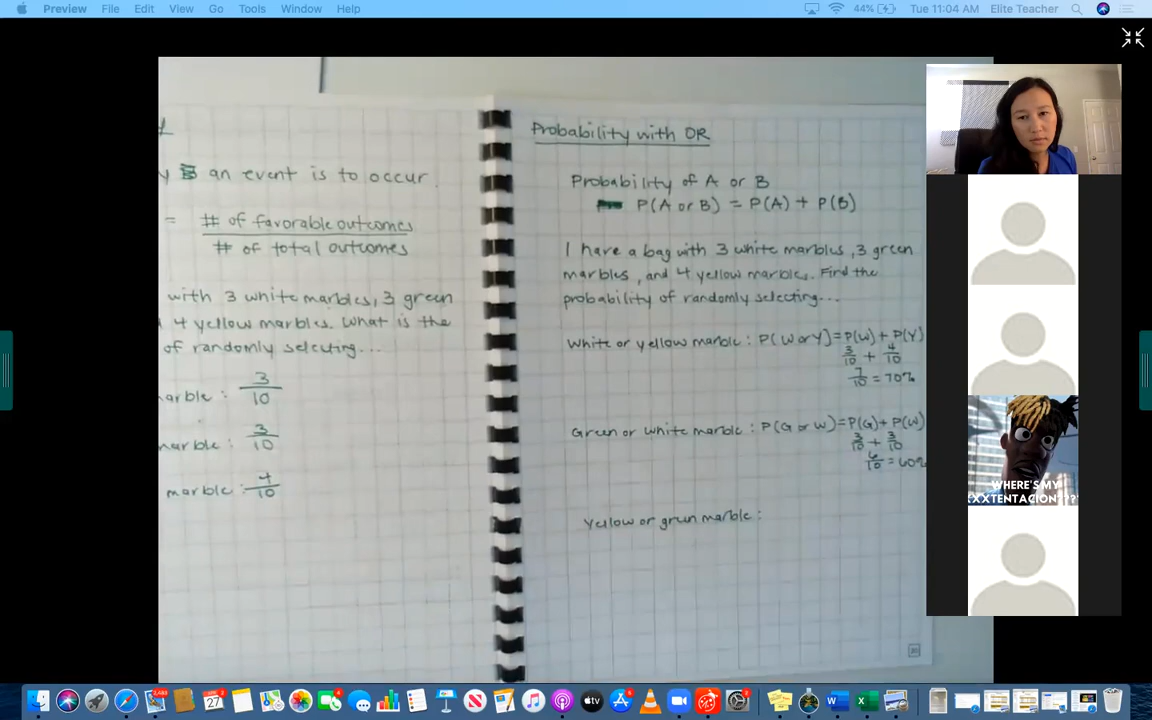 Preview File Edit View Go Tools Window Help
44% Tue 11:04 AM Elite Teacher
y an event is to occur.
= # of favorable outcomes
# of total outcomes
with 3 white marbles, 3 green
4 yellow marbles. What is the
of randomly selecting...
arble : 3/10
marble : 3/10
marble : 4/10
Probability with OR
Probability of A or B
P(A or B) = P(A) + P(B)
I have a bag with 3 white marbles, 3 green
marbles, and 4 yellow marbles. Find the
probability of randomly selecting...
White or yellow marble : P(W or Y) = P(W) + P(Y)
3/10 + 4/10
7/10 = 70%
Green or white marble : P(G or W) = P(G) + P(W)
3/10 + 3/10
6/10 = 60%
Yellow or green marble :
20
WHERE'S MY
XXTENTACION???
27